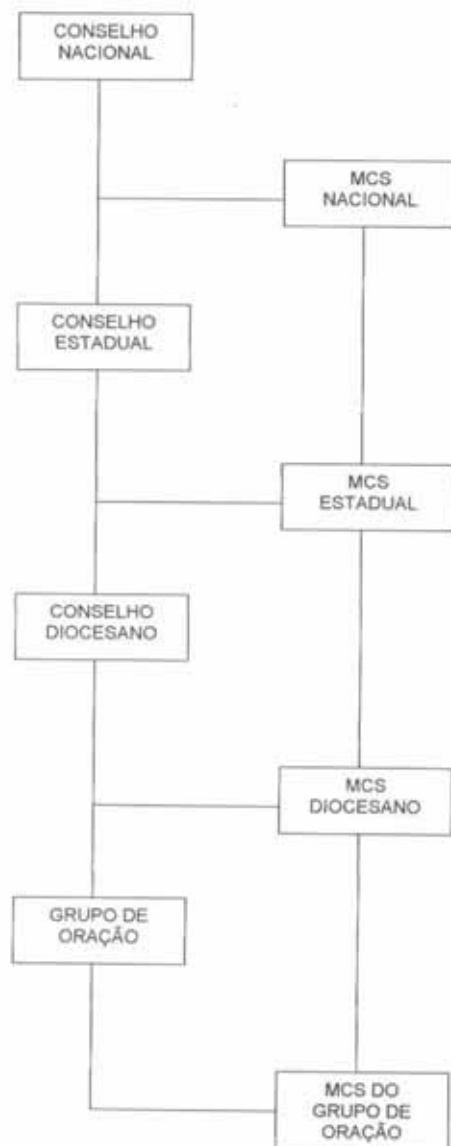 CONSELHO
NACIONAL
MCS
NACIONAL
CONSELHO
ESTADUAL
MCS
ESTADUAL
CONSELHO
DIOCESANO
MCS
DIOCESANO
GRUPO DE
ORAÇÃO
MCS DO
GRUPO DE
ORAÇÃO